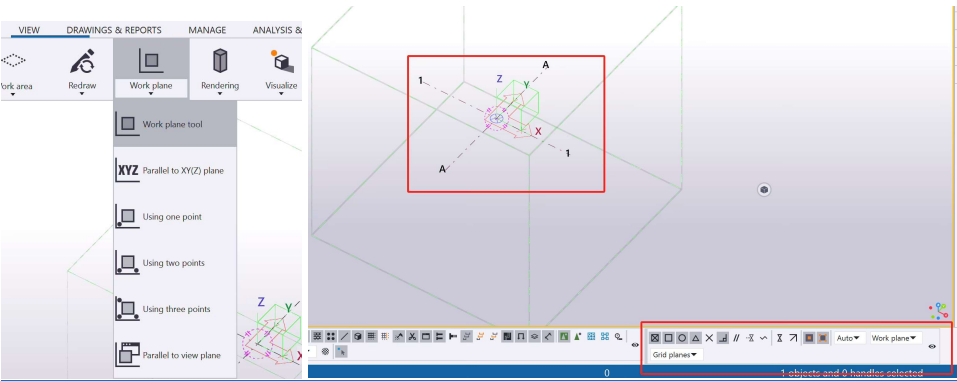 VIEW DRAWINGS & REPORTS MANAGE ANALYSIS &
Work area Redraw Work plane Rendering Visualize
Work plane tool
XYZ Parallel to XY(Z) plane
Using one point
Using two points
Using three points
Parallel to view plane
Z Y
X
A
1 Z Y
X
1
A
Auto Work plane
Grid planes
0 1 objects and 0 handles selected